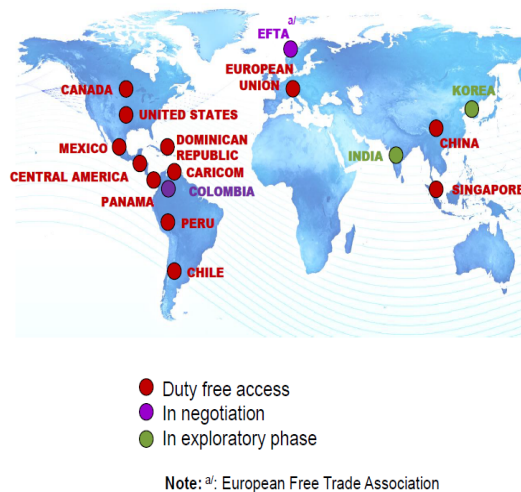 a/
EFTA
EUROPEAN
UNION
CANADA
KOREA
UNITED STATES
MEXICO
DOMINICAN
REPUBLIC
CHINA
INDIA
CENTRAL AMERICA
CARICOM
PANAMA
COLOMBIA
SINGAPORE
PERU
CHILE
Duty free access
In negotiation
In exploratory phase
Note: a/: European Free Trade Association